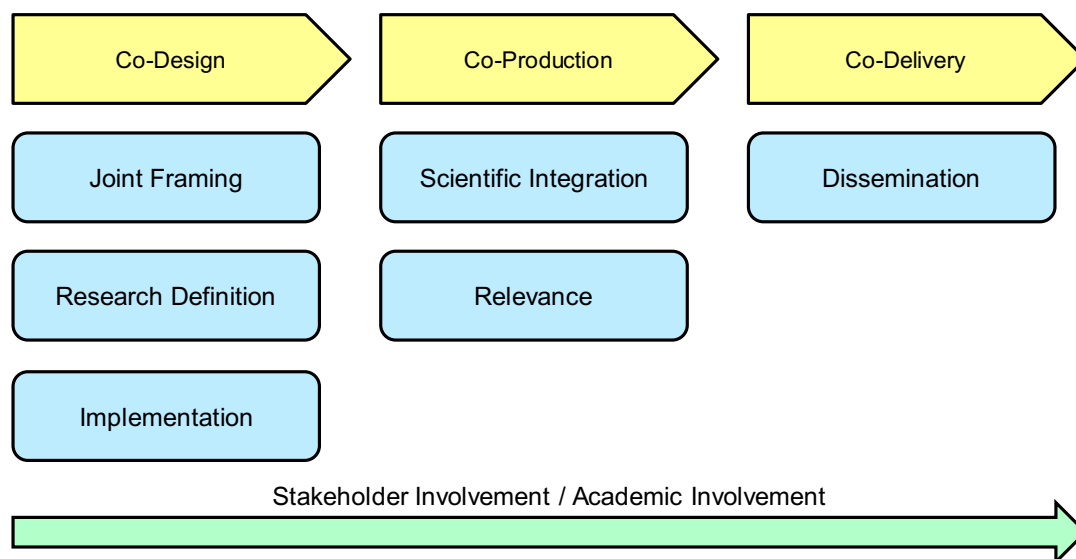 Co-Design
Co-Production
Co-Delivery
Joint Framing
Scientific Integration
Dissemination
Research Definition
Relevance
Implementation
Stakeholder Involvement / Academic Involvement